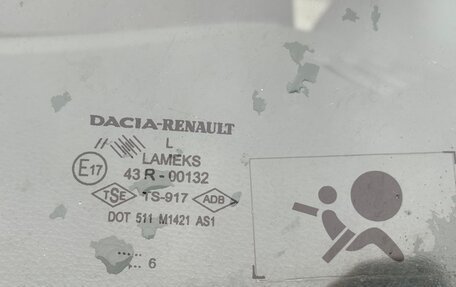 DACIA-RENAULT
L
LAMEKS
E17 43 R - 00132
TSE TS-917 ADB
DOT 511 M1421 AS1
...... 6